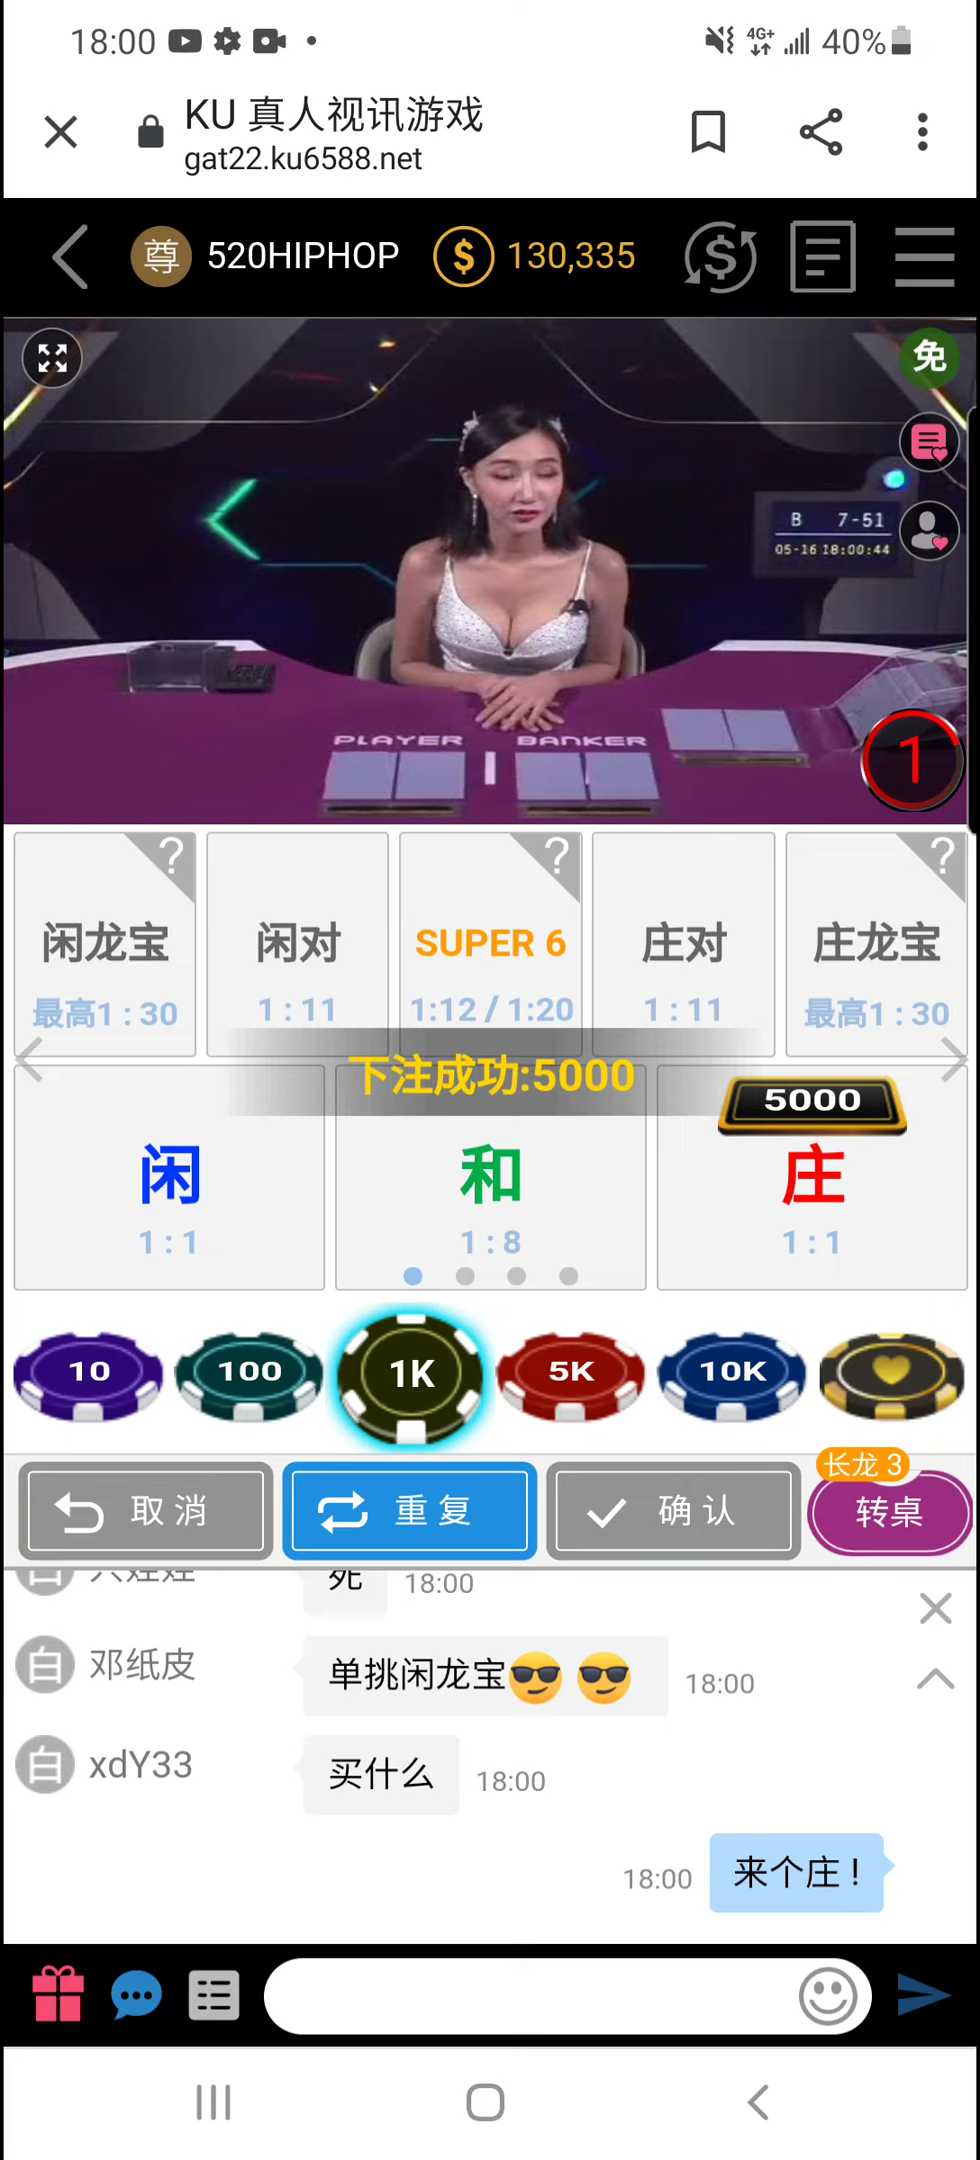 18:00
4G+
40%
KU 真人视讯游戏
gat22.ku6588.net
尊 520HIPHOP $ 130,335
免
B 7-51
05-16 18:00:44
PLAYER BANKER
1
闲龙宝 ?
最高1 : 30
闲对
1 : 11
SUPER 6 ?
1:12 / 1:20
庄对
1 : 11
庄龙宝 ?
最高1 : 30
下注成功:5000
5000
闲
1 : 1
和
1 : 8
庄
1 : 1
10 100 1K 5K 10K
取消
重复
确认
长龙 3
转桌
死 18:00
白 邓纸皮 单挑闲龙宝😎 😎 18:00
白 xdY33 买什么 18:00
18:00 来个庄 !